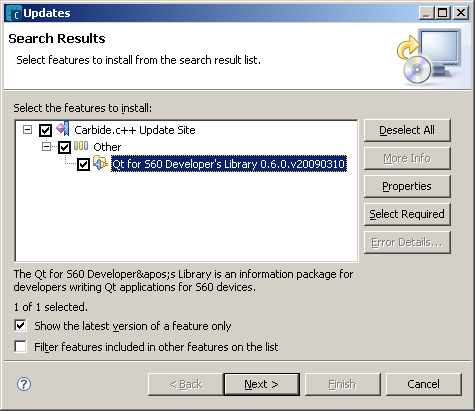 Updates
Search Results
Select features to install from the search result list.
Select the features to install:
Carbide.c++ Update Site
Other
Qt for S60 Developer's Library 0.6.0.v20090310
Deselect All
More Info
Properties
Select Required
Error Details...
The Qt for S60 Developer&apos;s Library is an information package for
developers writing Qt applications for S60 devices.
1 of 1 selected.
Show the latest version of a feature only
Filter features included in other features on the list
< Back
Next >
Finish
Cancel